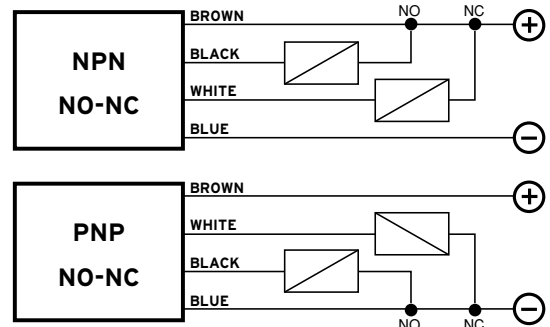 BROWN
NO
NC
+
NPN
BLACK
NO-NC
WHITE
BLUE
−
BROWN
+
PNP
WHITE
NO-NC
BLACK
BLUE
−
NO
NC